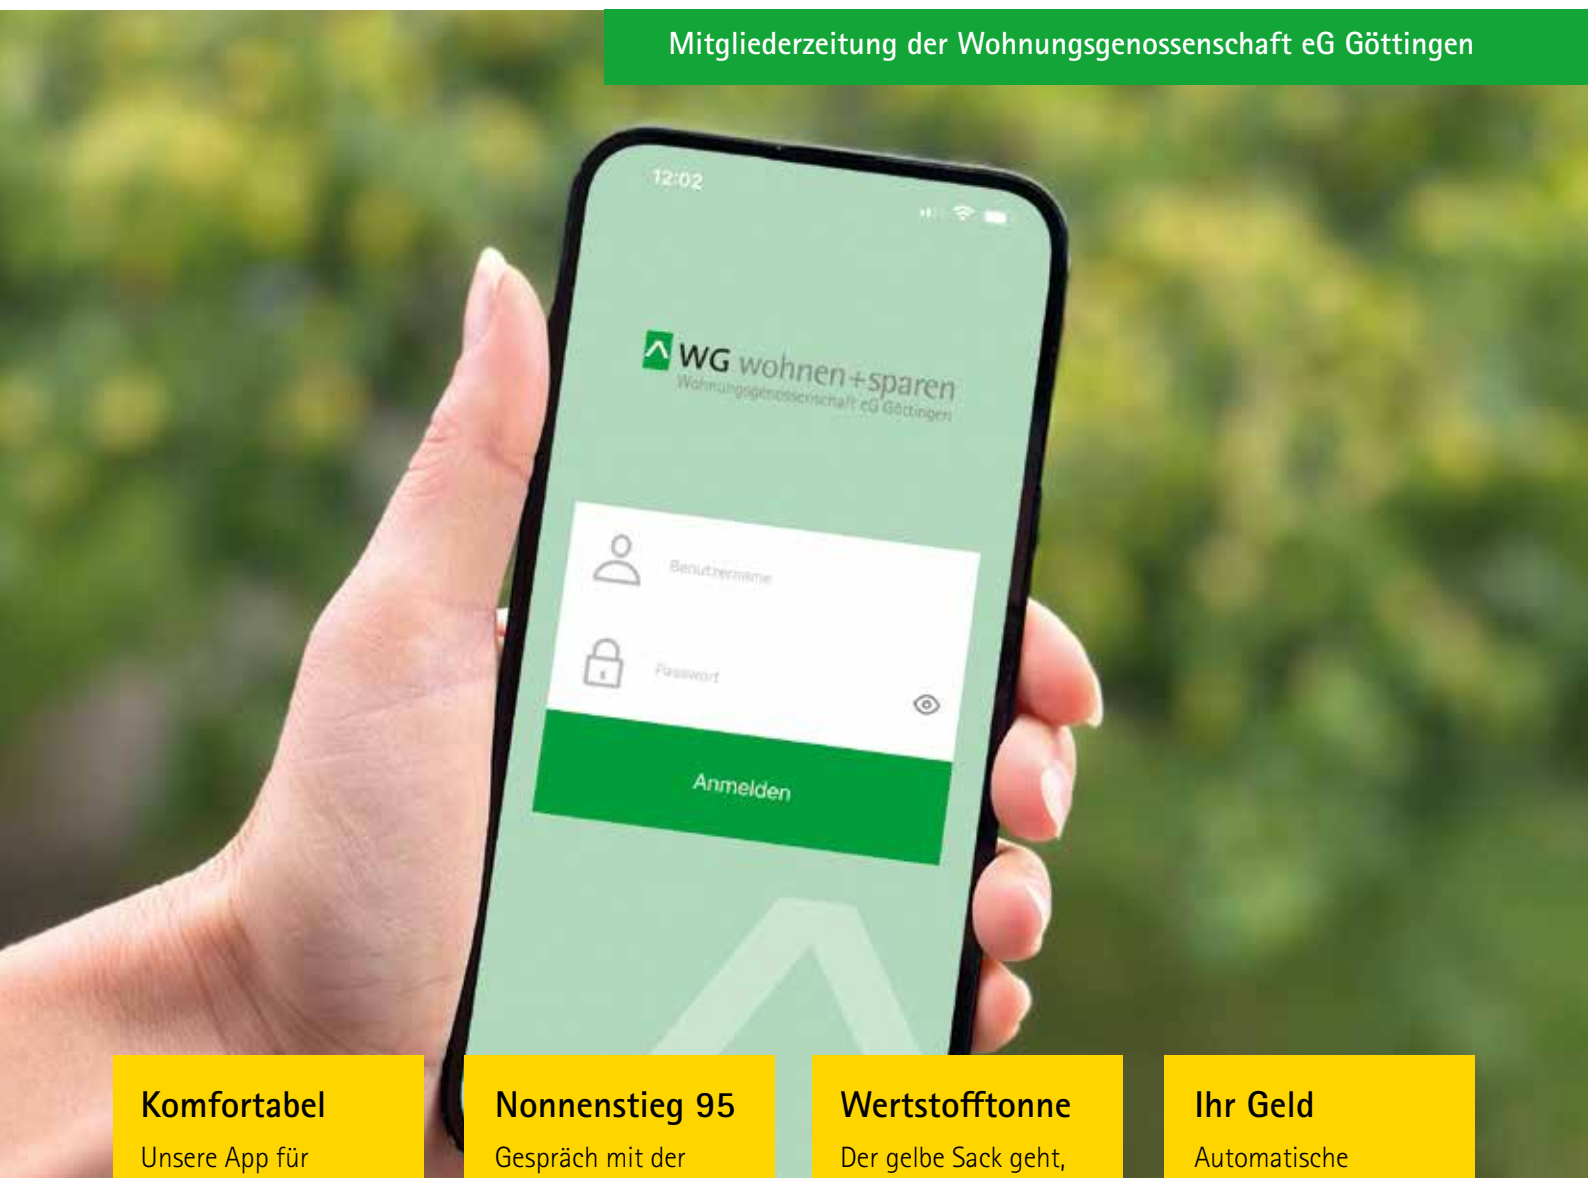 Mitgliederzeitung der Wohnungsgenossenschaft eG Göttingen
12:02
WG wohnen+sparen
Wohnungsgenossenschaft eG Göttingen
Benutzername
Passwort
Anmelden
Komfortabel
Unsere App für
Nonnenstieg 95
Gespräch mit der
Wertstofftonne
Der gelbe Sack geht,
Ihr Geld
Automatische